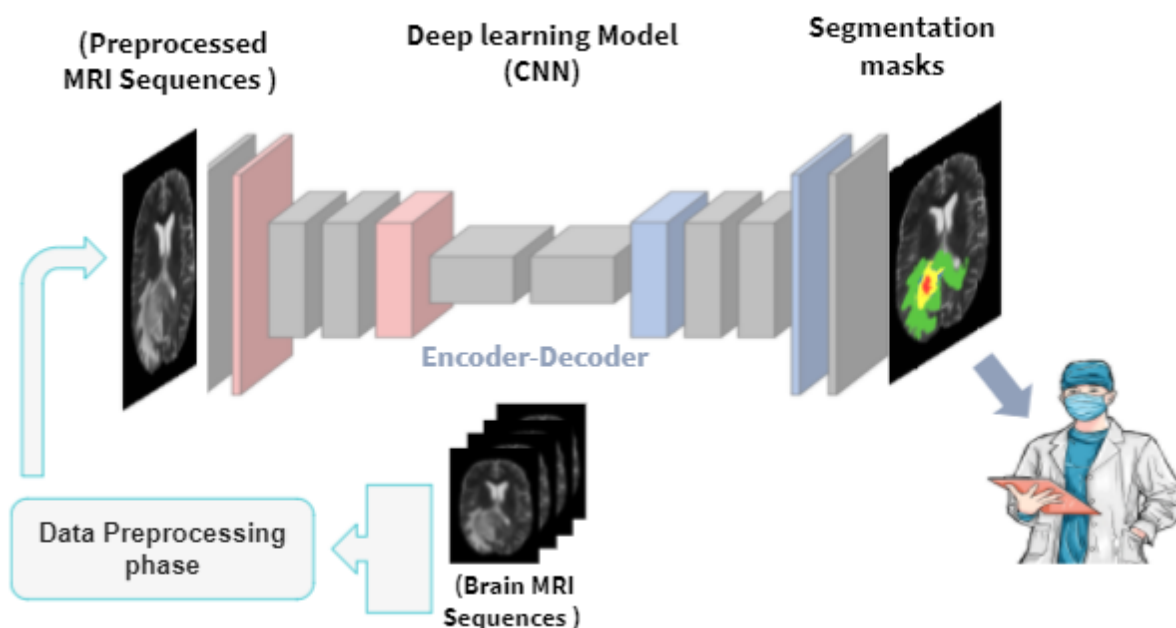 (Preprocessed
MRI Sequences )
Deep learning Model
(CNN)
Segmentation
masks
Encoder-Decoder
Data Preprocessing
phase
(Brain MRI
Sequences )